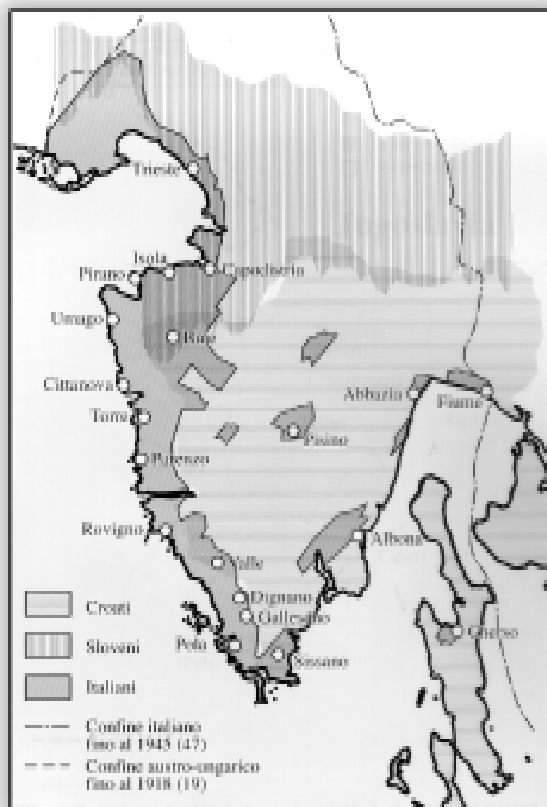 Trieste
Isola
Capodistria
Pirano
Umago
Buie
Cittanova
Abbazia
Fiume
Torre
Pisino
Parenzo
Rovigno
Albona
Valle
Dignano
Gallesano
Croati
Cherso
Pola
Sissano
Sloveni
Italiani
Confine italiano
fino al 1945 (47)
Confine austro-ungarico
fino al 1918 (19)